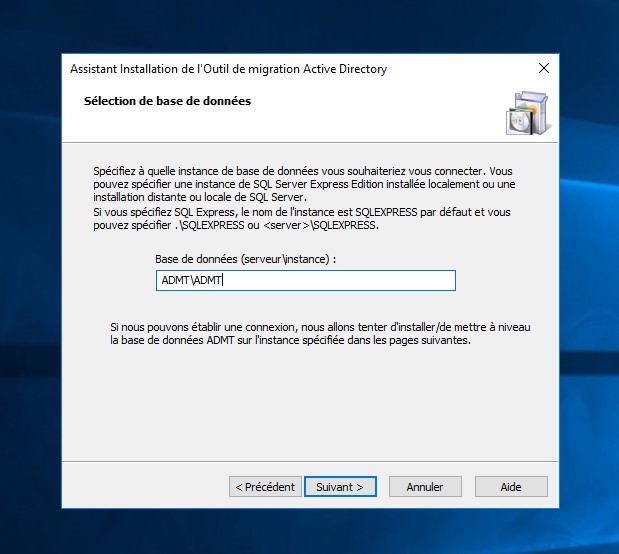 Assistant Installation de l'Outil de migration Active Directory
Sélection de base de données
Spécifiez à quelle instance de base de données vous souhaiteriez vous connecter. Vous
pouvez spécifier une instance de SQL Server Express Edition installée localement ou une
installation distante ou locale de SQL Server.
Si vous spécifiez SQL Express, le nom de l'instance est SQLEXPRESS par défaut et vous
pouvez spécifier .\SQLEXPRESS ou <server>\SQLEXPRESS.
Base de données (serveur\instance) :
ADMT\ADMT
Si nous pouvons établir une connexion, nous allons tenter d'installer/de mettre à niveau
la base de données ADMT sur l'instance spécifiée dans les pages suivantes.
< Précédent Suivant > Annuler Aide